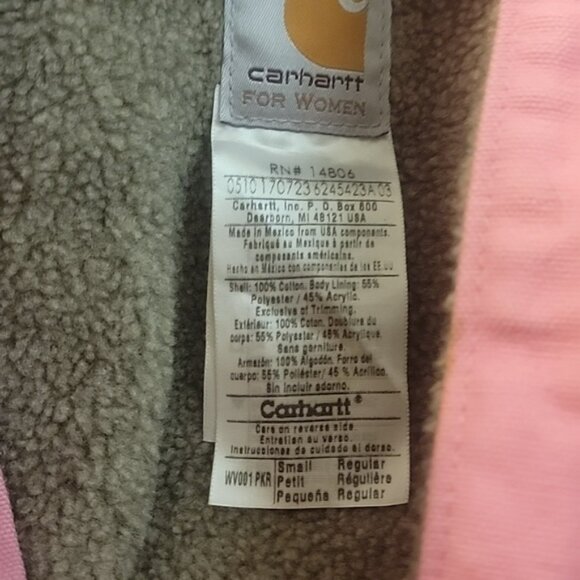 carhartt
FOR WOMEN
RN# 14806
0510170723624542 3A 03
Carhartt, Inc. P. O. Box 600
Dearborn, MI 48121 USA
Made in Mexico from USA components.
Fabriqué au Mexique à partir de
composants américains.
Hecho en México con componentes de los EE UU
Shell: 100% Cotton. Body Lining: 55%
Polyester / 45% Acrylic.
Exclusive of Trimming.
Extérieur: 100% Coton. Doublure du
corps: 55% Polyester / 45% Acrylique.
Sans garniture.
Armazón: 100% Algodón. Forro del
cuerpo: 55% Poliéster/ 45 % Acrílico.
Sin incluir adorno.
Carhartt®
Care on reverse side
Entretien au verso.
Instrucciones de cuidado al dorso.
WV001 PKR
Small Regular
Petit Régulière
Pequeña Regular